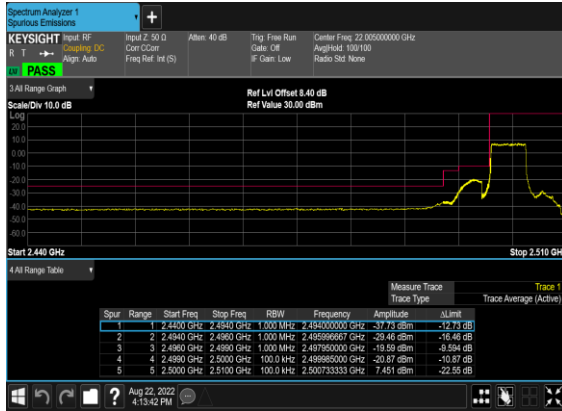 Spectrum Analyzer 1
Spurious Emissions
KEYSIGHT Input: RF Input Z: 50 Ω Atten: 40 dB Trig: Free Run Center Freq: 22.005000000 GHz
R T Coupling: DC Corr CCorr Gate: Off Avg|Hold: 100/100
Align: Auto Freq Ref: Int (S) IF Gain: Low Radio Std: None
PASS
3 All Range Graph
Ref Lvl Offset 8.40 dB
Scale/Div 10.0 dB Ref Value 30.00 dBm
Log
20.0
10.0
0.00
-10.0
-20.0
-30.0
-40.0
-50.0
-60.0
Start 2.440 GHz Stop 2.510 GH
4 All Range Table
Measure Trace Trace 1
Trace Type Trace Average (Active)
Spur Range Start Freq Stop Freq RBW Frequency Amplitude ΔLimit
1 1 2.4400 GHz 2.4940 GHz 1.000 MHz 2.494000000 GHz -37.73 dBm -12.73 dB
2 2 2.4940 GHz 2.4960 GHz 1.000 MHz 2.495996667 GHz -29.46 dBm -16.46 dB
3 3 2.4960 GHz 2.4990 GHz 1.000 MHz 2.497950000 GHz -19.59 dBm -9.594 dB
4 4 2.4990 GHz 2.5000 GHz 100.0 kHz 2.499985000 GHz -20.87 dBm -10.87 dB
5 5 2.5000 GHz 2.5100 GHz 100.0 kHz 2.500733333 GHz 7.451 dBm -22.55 dB
Aug 22, 2022
4:13:42 PM